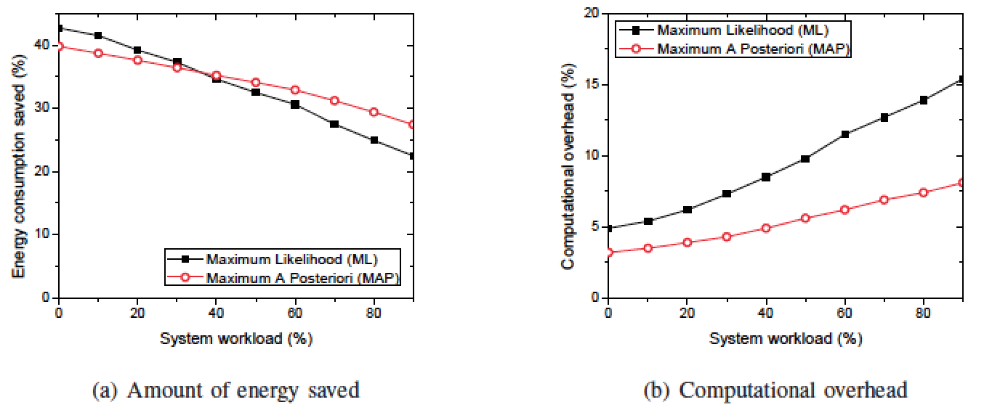 40
30
20
10
0
0 20 40 60 80
Energy consumption saved (%)
System workload (%)
Maximum Likelihood (ML)
Maximum A Posteriori (MAP)
(a) Amount of energy saved
20
15
10
5
0
0 20 40 60 80
Computational overhead (%)
System workload (%)
Maximum Likelihood (ML)
Maximum A Posteriori (MAP)
(b) Computational overhead